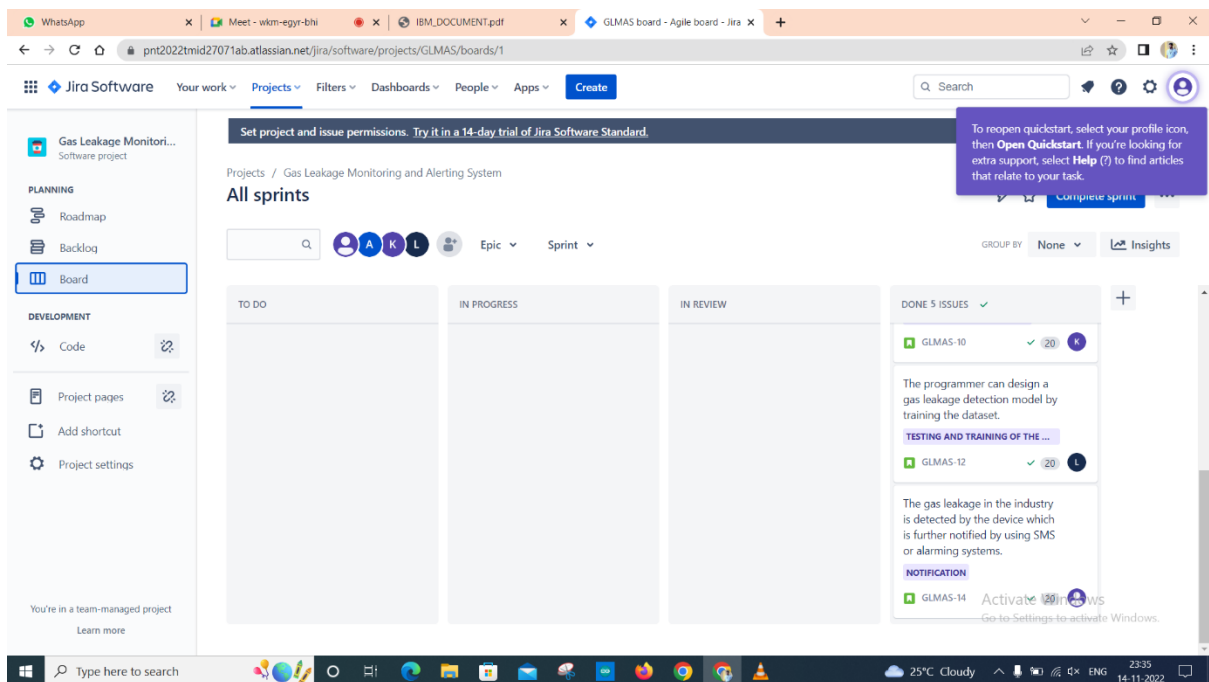 WhatsApp
Meet - wkm-egyr-bhi
IBM_DOCUMENT.pdf
GLMAS board - Agile board - Jira
pnt2022tmid27071ab.atlassian.net/jira/software/projects/GLMAS/boards/1
Jira Software
Your work
Projects
Filters
Dashboards
People
Apps
Create
Search
Gas Leakage Monitori...
Software project
PLANNING
Roadmap
Backlog
Board
DEVELOPMENT
Code
Project pages
Add shortcut
Project settings
You're in a team-managed project
Learn more
Set project and issue permissions. Try it in a 14-day trial of Jira Software Standard.
To reopen quickstart, select your profile icon,
then Open Quickstart. If you're looking for
extra support, select Help (?) to find articles
that relate to your task.
Projects / Gas Leakage Monitoring and Alerting System
All sprints
Complete sprint
A K L
Epic
Sprint
GROUP BY None
Insights
TO DO
IN PROGRESS
IN REVIEW
DONE 5 ISSUES
GLMAS-10 20 K
The programmer can design a
gas leakage detection model by
training the dataset.
TESTING AND TRAINING OF THE ...
GLMAS-12 20 L
The gas leakage in the industry
is detected by the device which
is further notified by using SMS
or alarming systems.
NOTIFICATION
GLMAS-14 20
Activate Windows
Go to Settings to activate Windows.
Type here to search
25°C Cloudy
ENG
23:35
14-11-2022